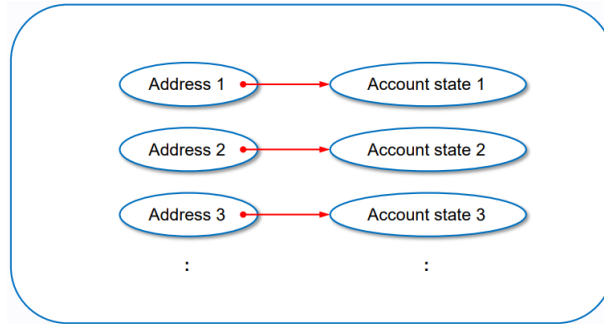 Address 1 Account state 1
Address 2 Account state 2
Address 3 Account state 3
: :